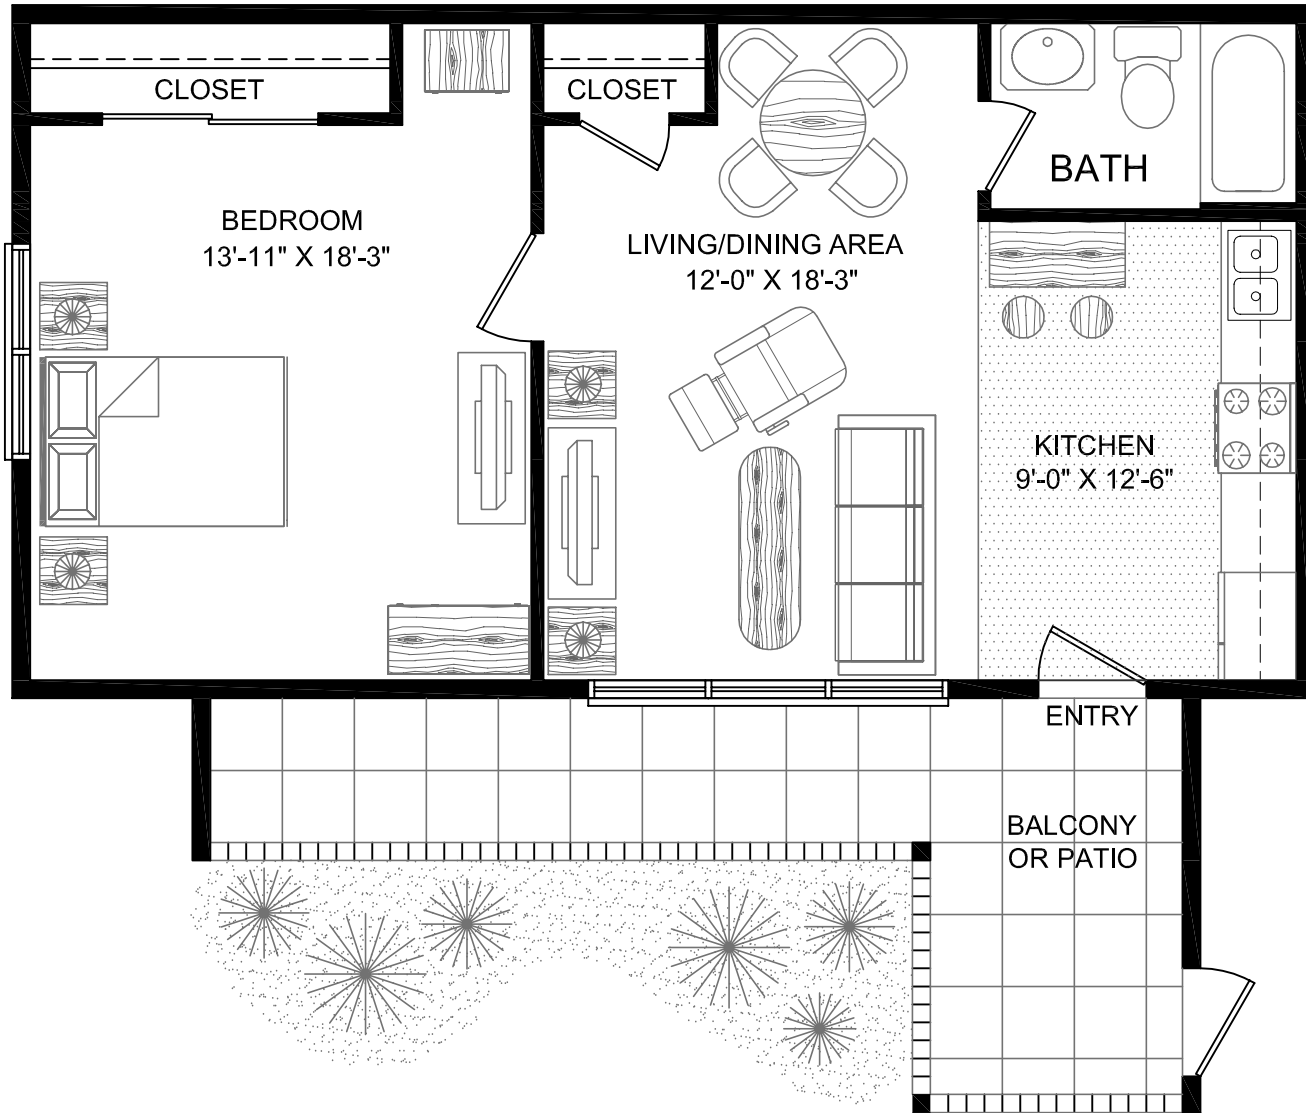 CLOSET
CLOSET
BATH
BEDROOM
13'-11" X 18'-3"
LIVING/DINING AREA
12'-0" X 18'-3"
KITCHEN
9'-0" X 12'-6"
ENTRY
BALCONY
OR PATIO